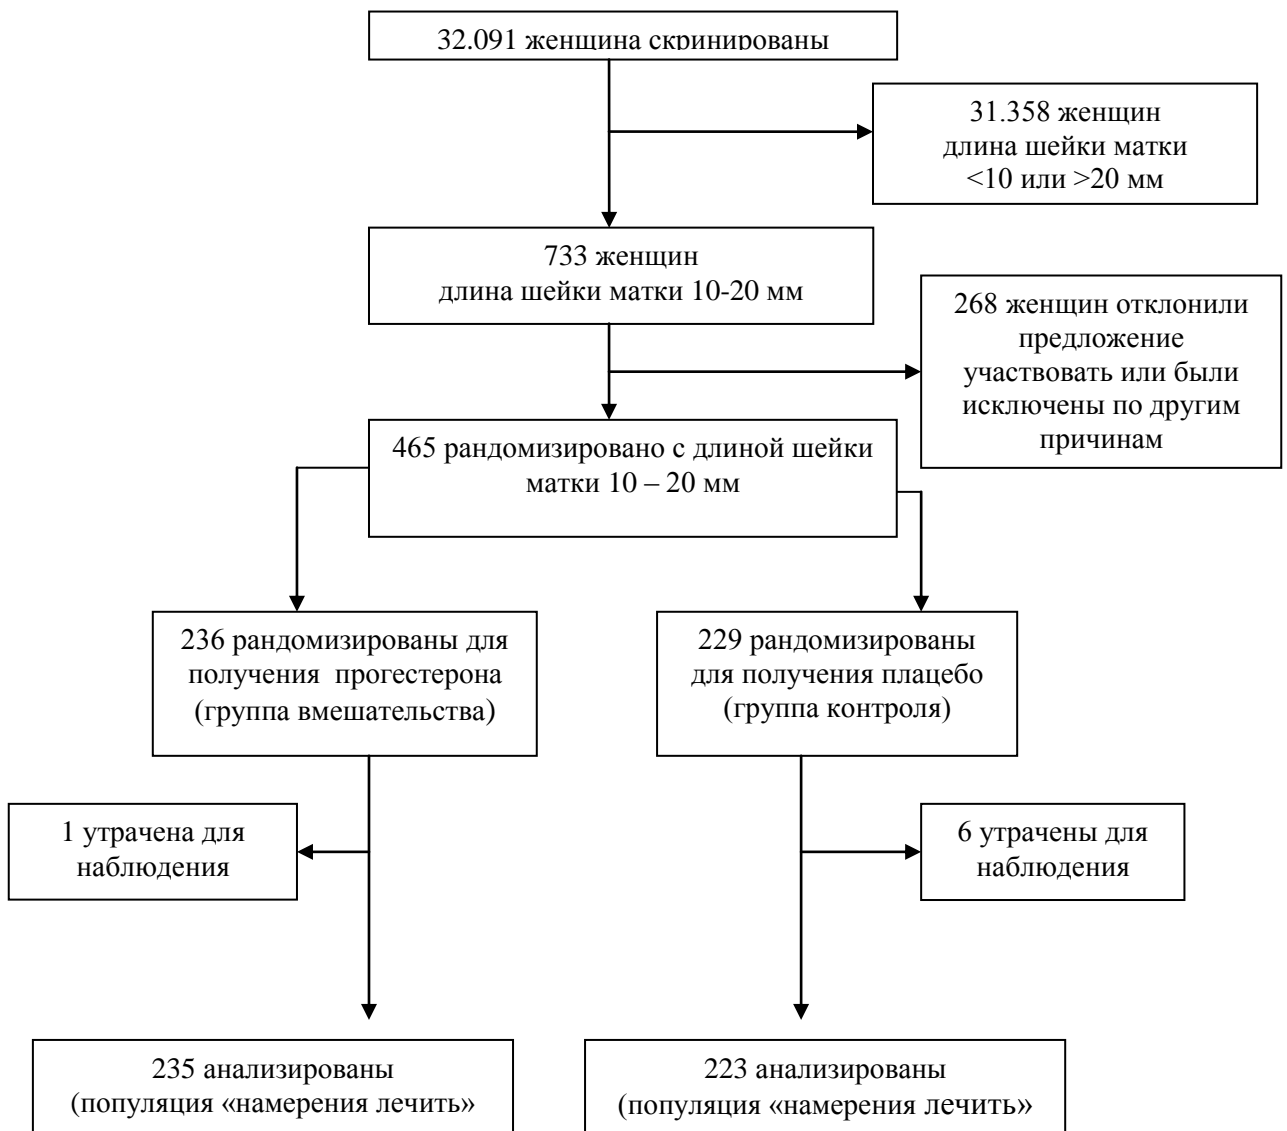 32.091 женщина скринированы
31.358 женщин
длина шейки матки
<10 или >20 мм
733 женщин
длина шейки матки 10-20 мм
268 женщин отклонили
предложение
участвовать или были
исключены по другим
причинам
465 рандомизировано с длиной шейки
матки 10 – 20 мм
236 рандомизированы для
получения прогестерона
(группа вмешательства)
229 рандомизированы
для получения плацебо
(группа контроля)
1 утрачена для
наблюдения
6 утрачены для
наблюдения
235 анализированы
(популяция «намерения лечить»
223 анализированы
(популяция «намерения лечить»